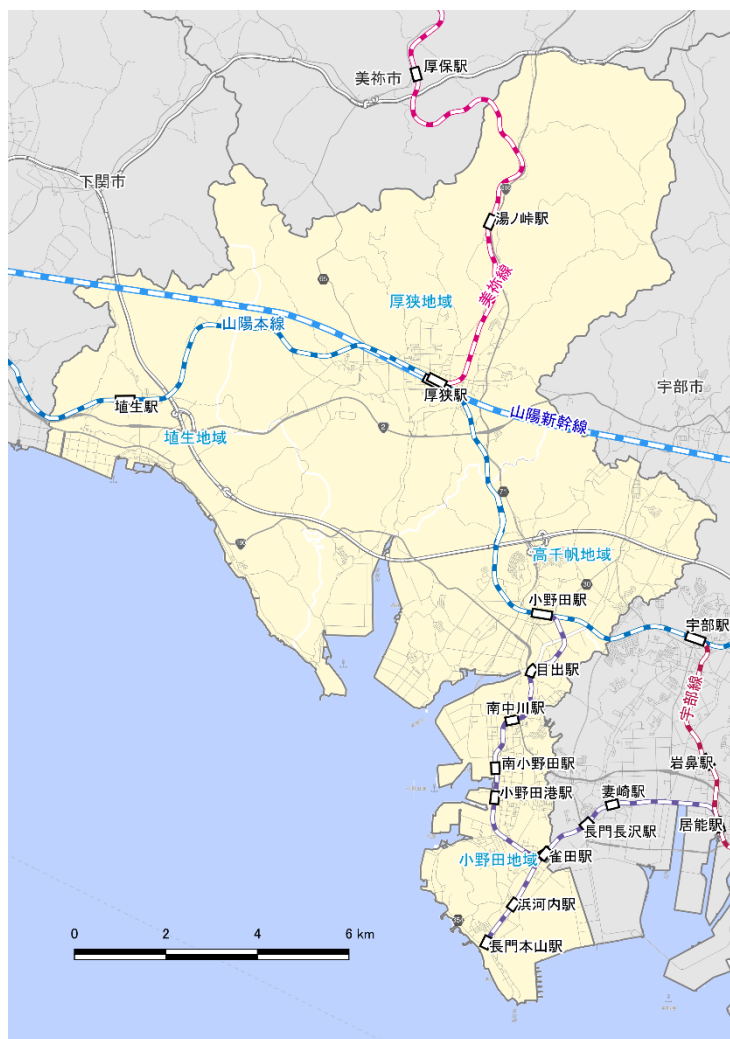 厚保駅
美祢市
下関市
湯ノ峠駅
65
美祢線
厚狭地域
山陽本線
厚狭駅
宇部市
埴生駅
山陽新幹線
埴生地域
2
71
190
高千帆地域
30
小野田駅
宇部駅
目出駅
宇部線
南中川駅
岩鼻駅
南小野田駅
小野田港駅
妻崎駅
居能駅
長門長沢駅
小野田地域
雀田駅
浜河内駅
長門本山駅
0 2 4 6 km